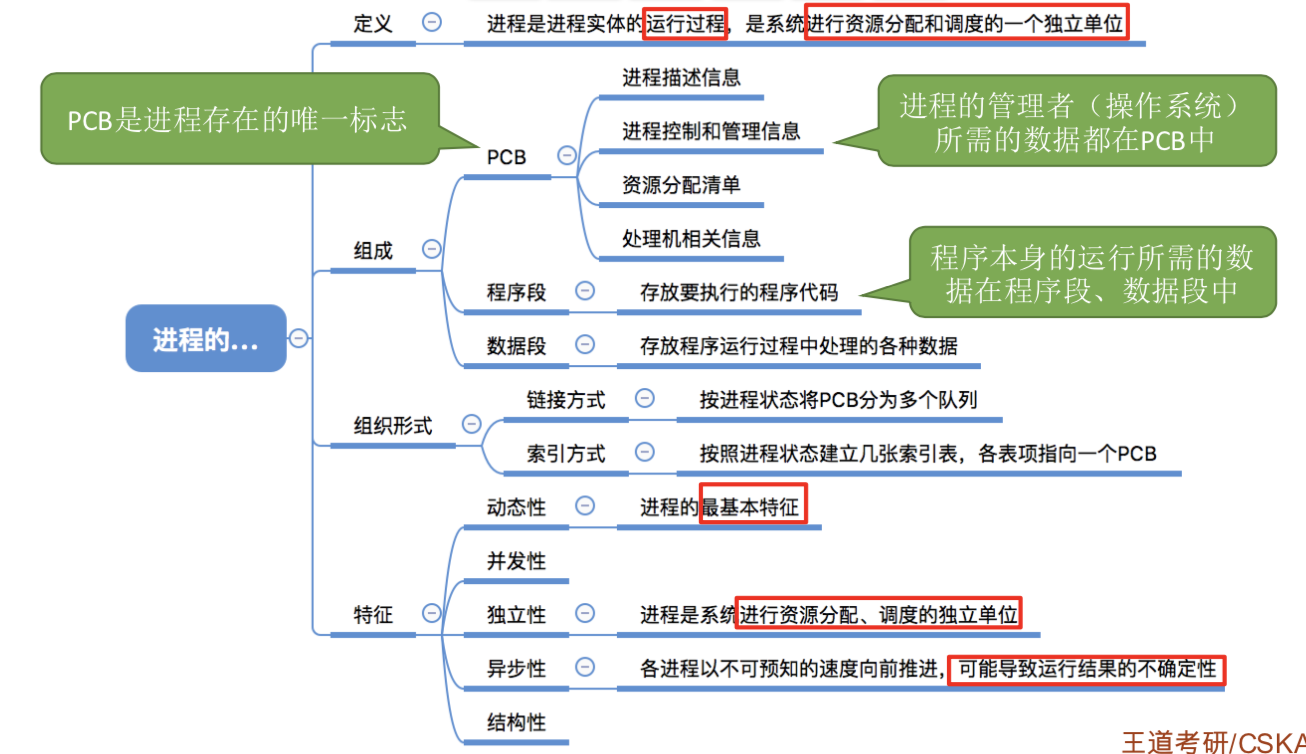 定义
进程是进程实体的运行过程，是系统进行资源分配和调度的一个独立单位
PCB是进程存在的唯一标志
进程描述信息
进程的管理者（操作系统）
所需的数据都在PCB中
进程控制和管理信息
PCB
资源分配清单
处理机相关信息
组成
程序本身的运行所需的数
据在程序段、数据段中
程序段
存放要执行的程序代码
进程的...
数据段
存放程序运行过程中处理的各种数据
组织形式
链接方式
按进程状态将PCB分为多个队列
索引方式
按照进程状态建立几张索引表，各表项指向一个PCB
特征
动态性
进程的最基本特征
并发性
独立性
进程是系统进行资源分配、调度的独立单位
异步性
各进程以不可预知的速度向前推进，可能导致运行结果的不确定性
结构性
王道考研/CSKA